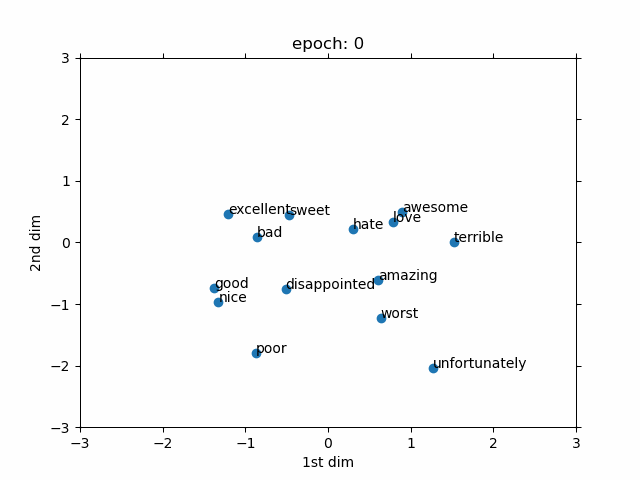 epoch: 0
3
2
1
0
−1
−2
−3
2nd dim
excellent
sweet
bad
hate
awesome
love
terrible
good
nice
disappointed
amazing
worst
poor
unfortunately
−3
−2
−1
0
1
2
3
1st dim